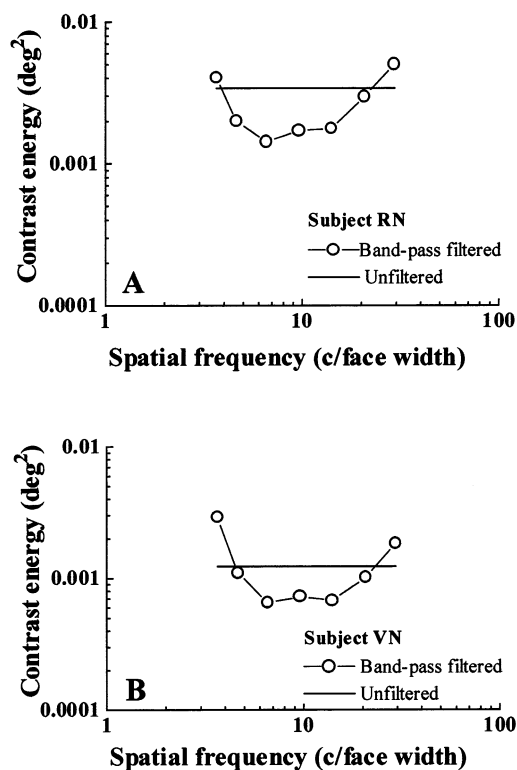 0.01
0.001
0.0001
Contrast energy (deg²)
A
Subject RN
Band-pass filtered
Unfiltered
1
10
100
Spatial frequency (c/face width)
0.01
0.001
0.0001
Contrast energy (deg²)
B
Subject VN
Band-pass filtered
Unfiltered
1
10
100
Spatial frequency (c/face width)